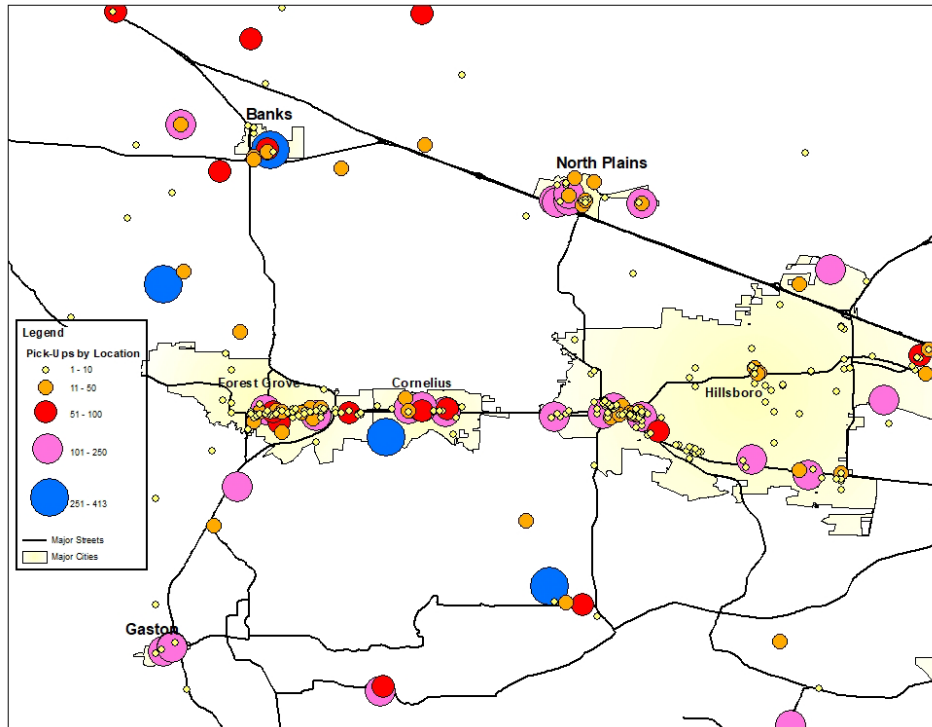 Banks
North Plains
Legend
Pick-Ups by Location
1 - 10
11 - 50
51 - 100
101 - 250
251 - 413
Major Streets
Major Cities
Forest Grove
Cornelius
Hillsboro
Gaston